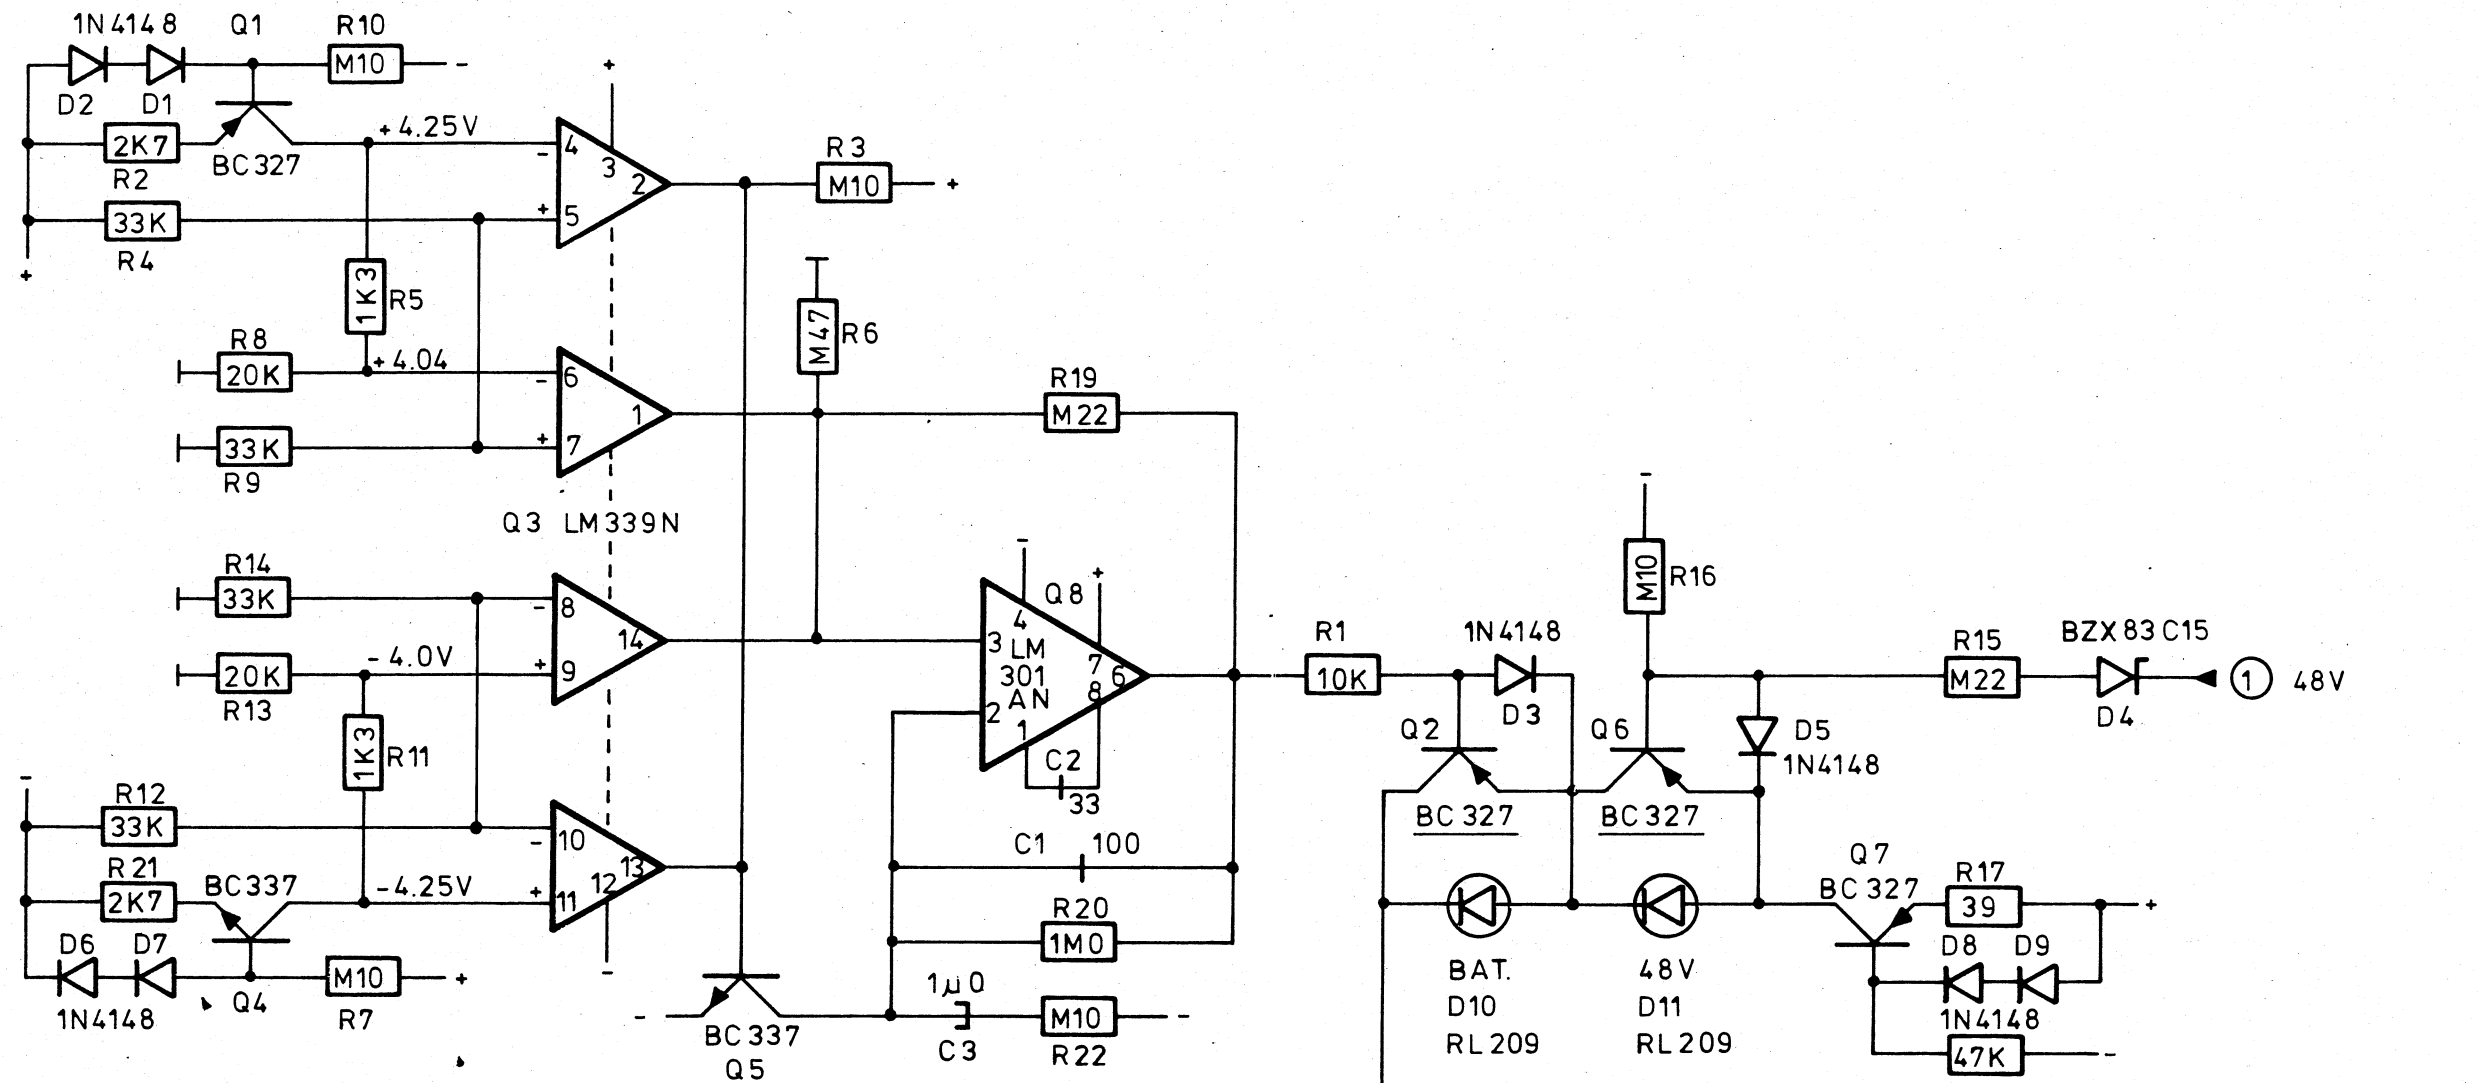 1N4148 Q1 R10
M10 -
D2 D1
+
+4.25V
2K7
BC327
R2
4
-
3
2
R3
M10 +
33K
+
5
R4
+
1K3 R5
M47 R6
R8
20K
+4.04
-
6
1
R19
M22
33K
+
7
R9
Q3 LM339N
R14
33K
-
8
14
-4.0V
20K
+
9
R13
1K3 R11
-
-
4
Q8
+
3 LM
301
AN
7
6
8
2
1
C2
33
R12
33K
-
10
13
12
R21
2K7
BC337
-4.25V
+
11
-
D6 D7
M10 +
1N4148
Q4
R7
C1 100
R20
1M0
1µ0
-
BC337
Q5
C3
M10 -
R22
R1
10K
1N4148
D3
-
M10 R16
R15
M22
BZX83C15
D4
1 48V
Q2
Q6
D5
1N4148
BC327
BC327
Q7
BC327
R17
39 +
D8 D9
1N4148
47K -
BAT.
D10
RL209
48V
D11
RL209